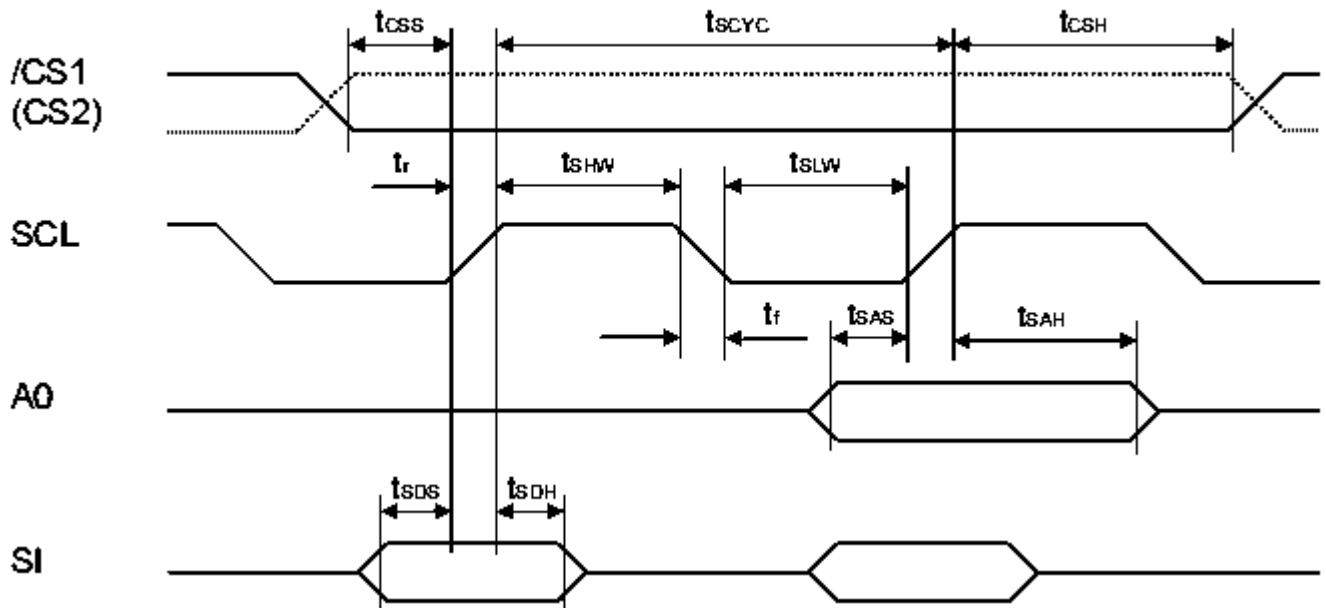 tCSS tSCYC tCSH
/CS1
(CS2)
tr tSHW tSLW
SCL
tf tSAS tSAH
A0
tSDS tSDH
SI